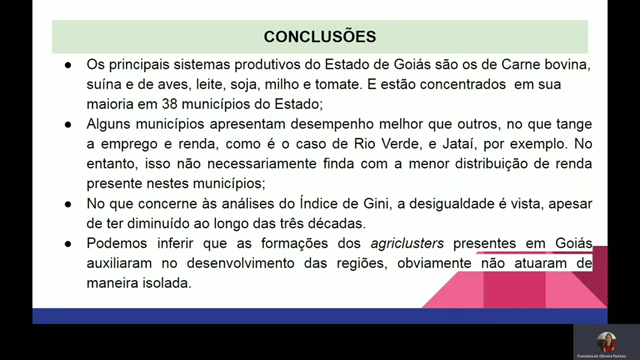 CONCLUSÕES
● Os principais sistemas produtivos do Estado de Goiás são os de Carne bovina,
suína e de aves, leite, soja, milho e tomate. E estão concentrados em sua
maioria em 38 municípios do Estado;
● Alguns municípios apresentam desempenho melhor que outros, no que tange
a emprego e renda, como é o caso de Rio Verde, e Jataí, por exemplo. No
entanto, isso não necessariamente finda com a menor distribuição de renda
presente nestes municípios;
● No que concerne às análises do Índice de Gini, a desigualdade é vista, apesar
de ter diminuído ao longo das três décadas.
● Podemos inferir que as formações dos agriclusters presentes em Goiás
auxiliaram no desenvolvimento das regiões, obviamente não atuaram de
maneira isolada.
de Oliveira